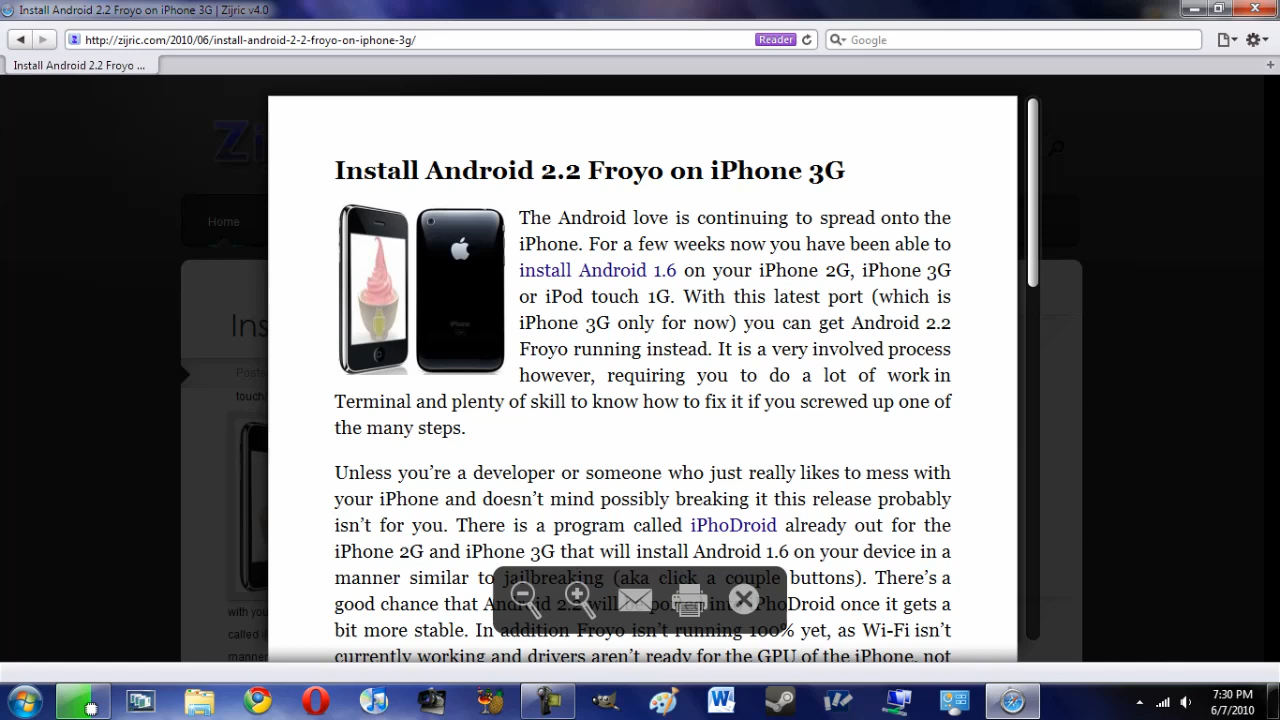 Install Android 2.2 Froyo on iPhone 3G | Zijric v4.0
http://zijric.com/2010/06/install-android-2-2-froyo-on-iphone-3g/
Reader
Google
Install Android 2.2 Froyo ...
Zij
Home
Ins
Poste
touch/
with you
called i
manne
Install Android 2.2 Froyo on iPhone 3G
The Android love is continuing to spread onto the
iPhone. For a few weeks now you have been able to
install Android 1.6 on your iPhone 2G, iPhone 3G
or iPod touch 1G. With this latest port (which is
iPhone 3G only for now) you can get Android 2.2
Froyo running instead. It is a very involved process
however, requiring you to do a lot of work in
Terminal and plenty of skill to know how to fix it if you screwed up one of
the many steps.
Unless you’re a developer or someone who just really likes to mess with
your iPhone and doesn’t mind possibly breaking it this release probably
isn’t for you. There is a program called iPhoDroid already out for the
iPhone 2G and iPhone 3G that will install Android 1.6 on your device in a
manner similar to jailbreaking (aka click a couple buttons). There’s a
good chance that Android 2.2 will be ported into iPhoDroid once it gets a
bit more stable. In addition Froyo isn’t running 100% yet, as Wi-Fi isn’t
currently working and drivers aren’t ready for the GPU of the iPhone, not
7:30 PM
6/7/2010